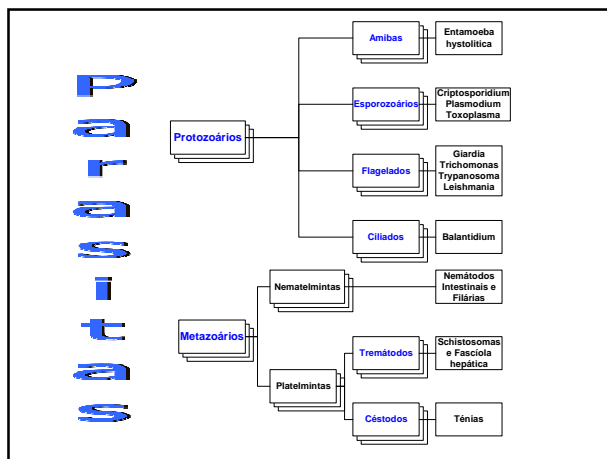 Parasitas
Protozoários
Amibas
Entamoeba
hystolitica
Esporozoários
Criptosporidium
Plasmodium
Toxoplasma
Flagelados
Giardia
Trichomonas
Trypanosoma
Leishmania
Ciliados
Balantidium
Metazoários
Nematelmintas
Nemátodos
Intestinais e
Filárias
Platelmintas
Tremátodos
Schistosomas
e Fascíola
hepática
Céstodos
Ténias